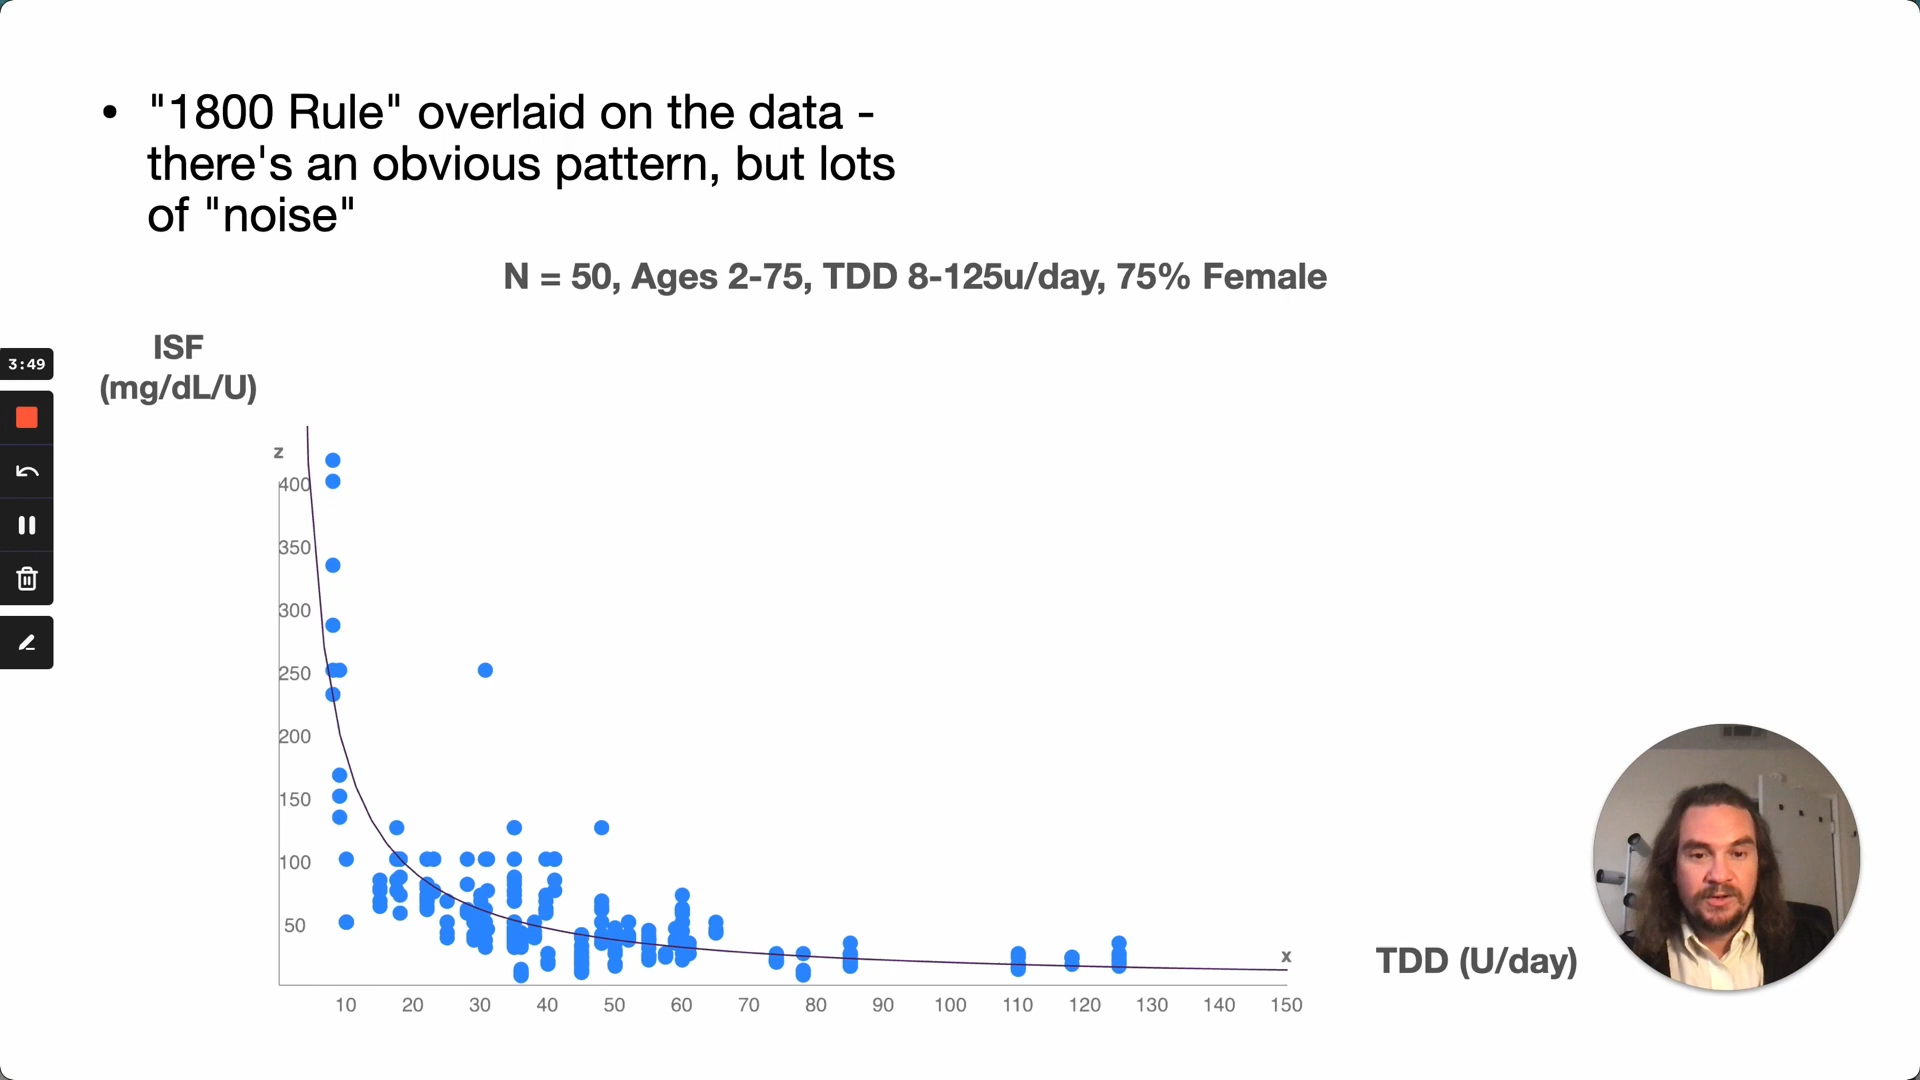 • "1800 Rule" overlaid on the data -
there's an obvious pattern, but lots
of "noise"
N = 50, Ages 2-75, TDD 8-125u/day, 75% Female
ISF
(mg/dL/U)
3:49
z
400
350
300
250
200
150
100
50
x
TDD (U/day)
10 20 30 40 50 60 70 80 90 100 110 120 130 140 150